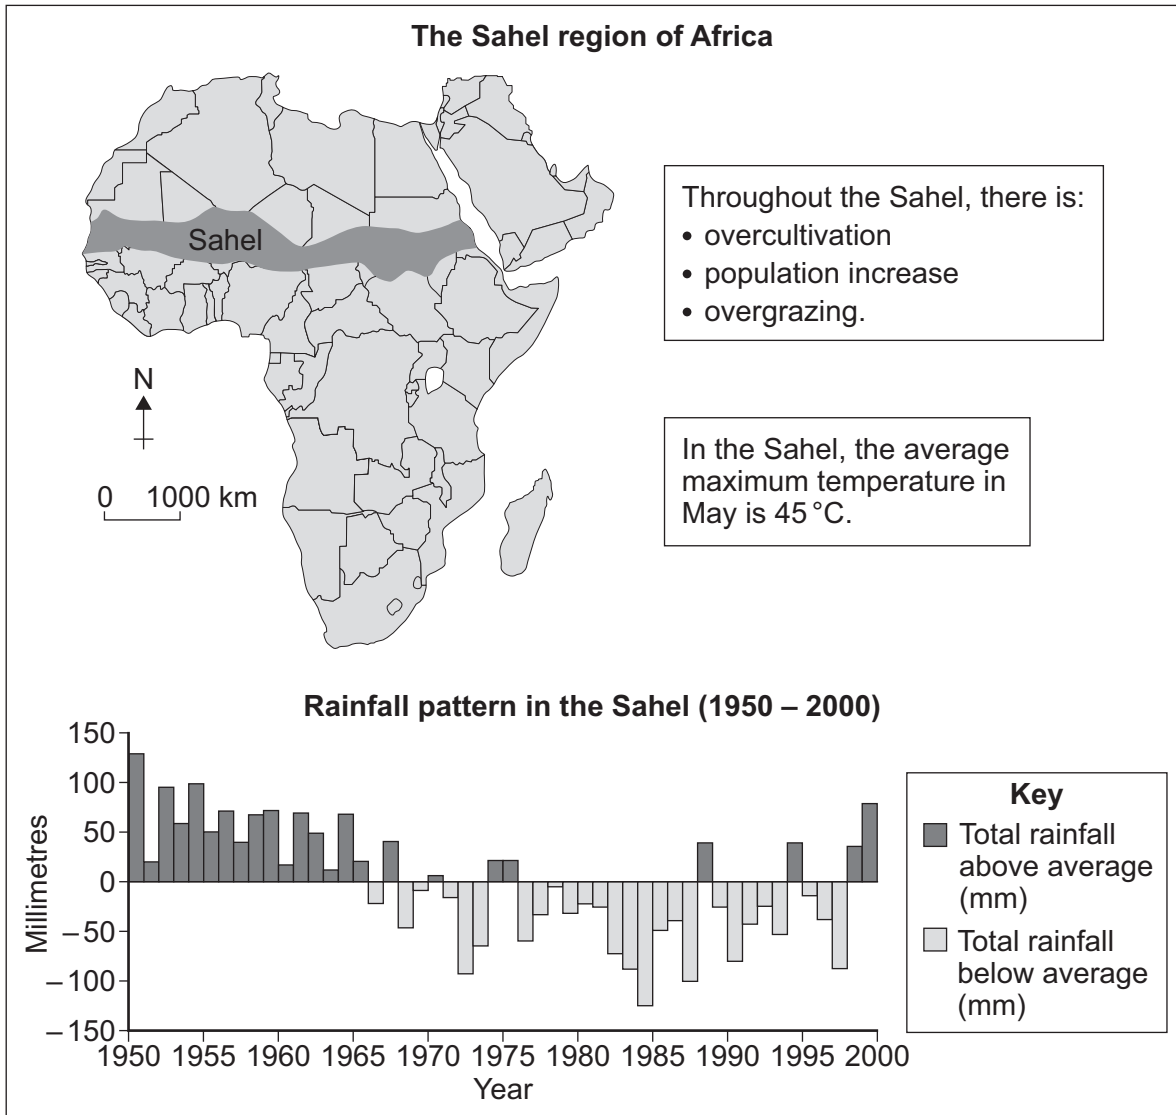 The Sahel region of Africa
Sahel
N
0 1000 km
Throughout the Sahel, there is:
• overcultivation
• population increase
• overgrazing.
In the Sahel, the average
maximum temperature in
May is 45 °C.
Rainfall pattern in the Sahel (1950 – 2000)
Millimetres
150
100
50
0
– 50
– 100
– 150
1950 1955 1960 1965 1970 1975 1980 1985 1990 1995 2000
Year
Key
Total rainfall
above average
(mm)
Total rainfall
below average
(mm)